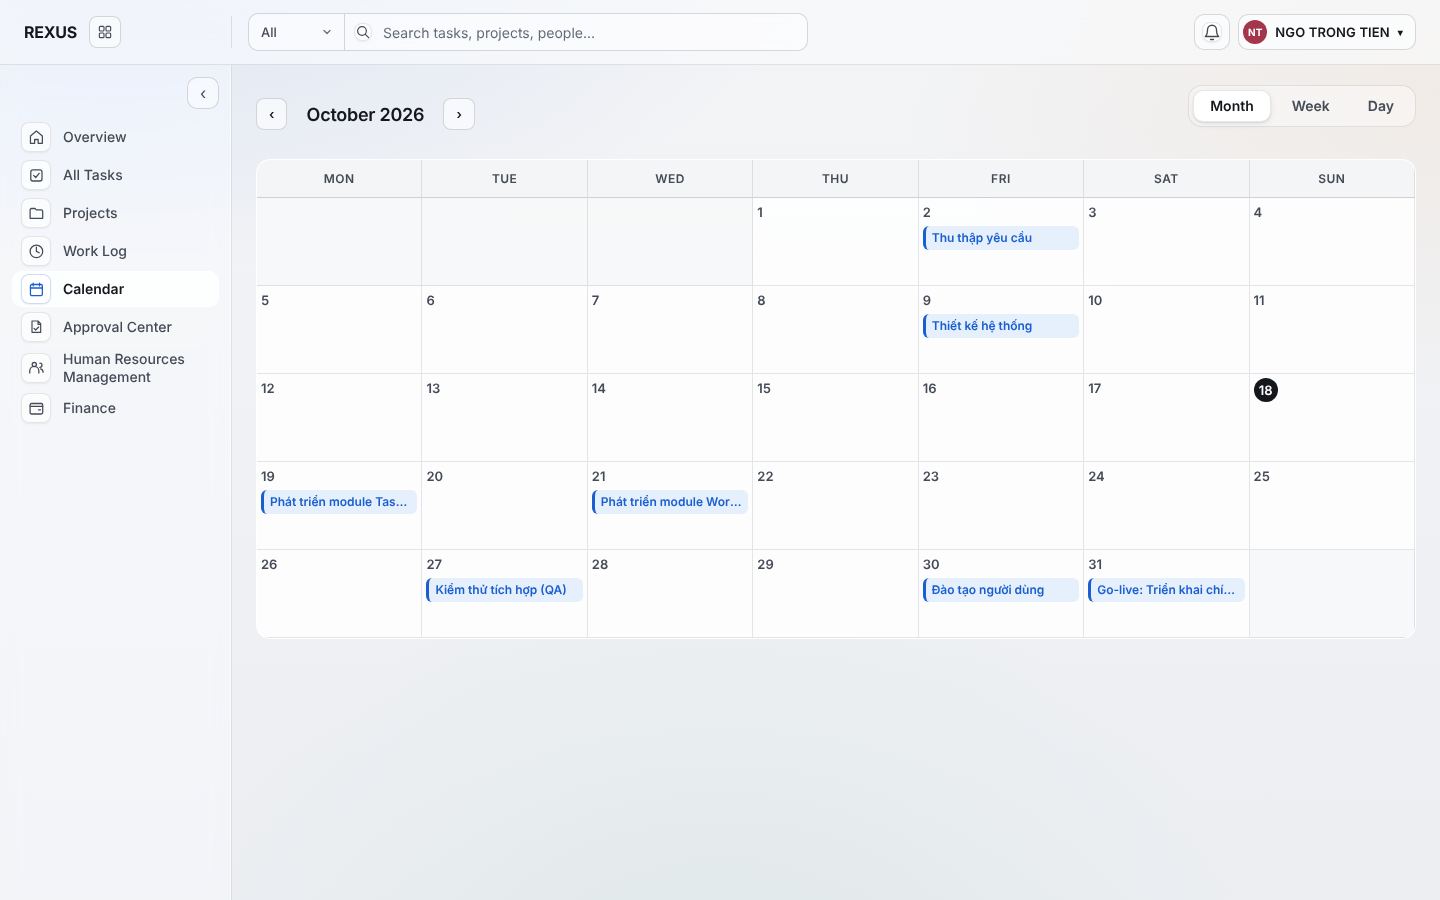 REXUS
All
Search tasks, projects, people...
NT
NGO TRONG TIEN
Overview
All Tasks
Projects
Work Log
Calendar
Approval Center
Human Resources
Management
Finance
October 2026
Month
Week
Day
MON
TUE
WED
THU
FRI
SAT
SUN
1
2
Thu thập yêu cầu
3
4
5
6
7
8
9
Thiết kế hệ thống
10
11
12
13
14
15
16
17
18
19
Phát triển module Tas...
20
21
Phát triển module Wor...
22
23
24
25
26
27
Kiểm thử tích hợp (QA)
28
29
30
Đào tạo người dùng
31
Go-live: Triển khai chí...